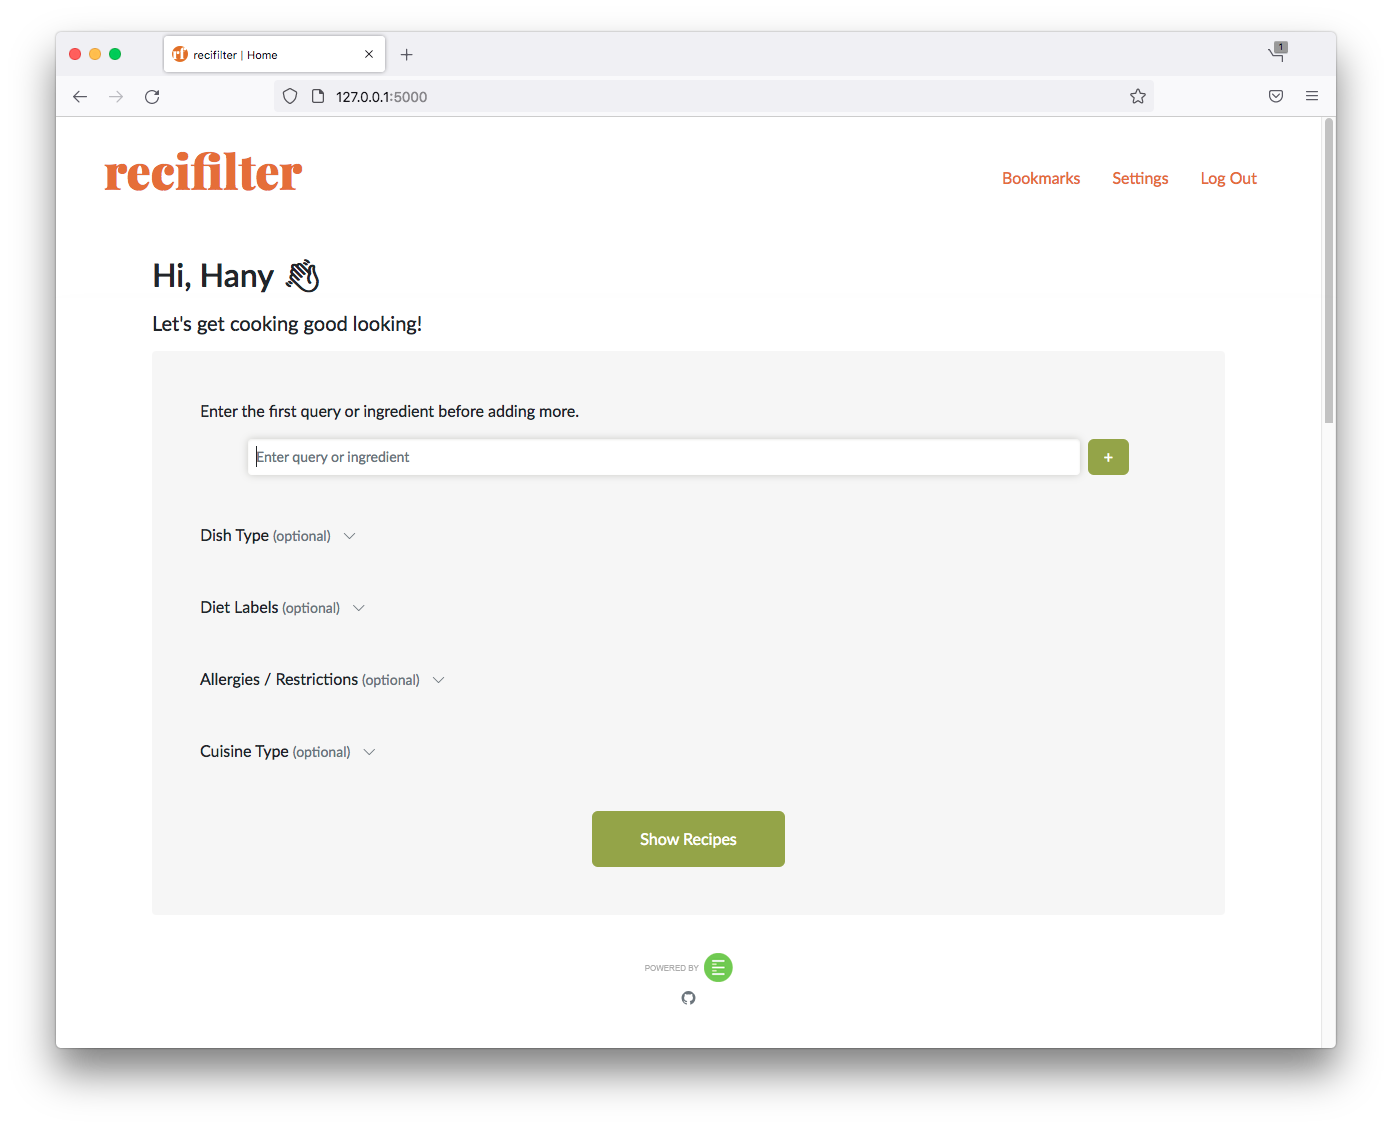 rf recifilter | Home
1
127.0.0.1:5000
recifilter
Bookmarks Settings Log Out
Hi, Hany
Let's get cooking good looking!
Enter the first query or ingredient before adding more.
Enter query or ingredient
+
Dish Type (optional)
Diet Labels (optional)
Allergies / Restrictions (optional)
Cuisine Type (optional)
Show Recipes
POWERED BY